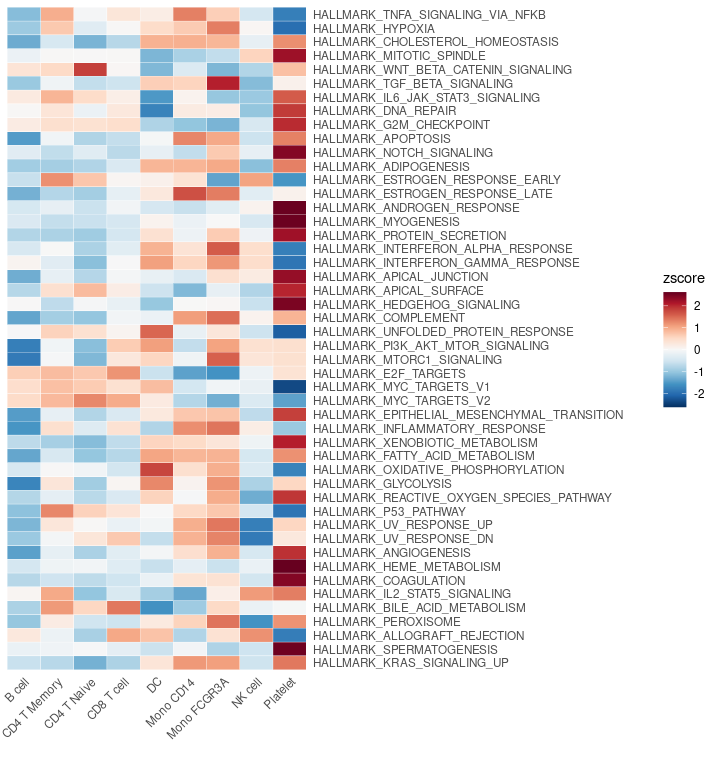 HALLMARK_TNFA_SIGNALING_VIA_NFKB
HALLMARK_HYPOXIA
HALLMARK_CHOLESTEROL_HOMEOSTASIS
HALLMARK_MITOTIC_SPINDLE
HALLMARK_WNT_BETA_CATENIN_SIGNALING
HALLMARK_TGF_BETA_SIGNALING
HALLMARK_IL6_JAK_STAT3_SIGNALING
HALLMARK_DNA_REPAIR
HALLMARK_G2M_CHECKPOINT
HALLMARK_APOPTOSIS
HALLMARK_NOTCH_SIGNALING
HALLMARK_ADIPOGENESIS
HALLMARK_ESTROGEN_RESPONSE_EARLY
HALLMARK_ESTROGEN_RESPONSE_LATE
HALLMARK_ANDROGEN_RESPONSE
HALLMARK_MYOGENESIS
HALLMARK_PROTEIN_SECRETION
HALLMARK_INTERFERON_ALPHA_RESPONSE
HALLMARK_INTERFERON_GAMMA_RESPONSE
HALLMARK_APICAL_JUNCTION
HALLMARK_APICAL_SURFACE
HALLMARK_HEDGEHOG_SIGNALING
HALLMARK_COMPLEMENT
HALLMARK_UNFOLDED_PROTEIN_RESPONSE
HALLMARK_PI3K_AKT_MTOR_SIGNALING
HALLMARK_MTORC1_SIGNALING
HALLMARK_E2F_TARGETS
HALLMARK_MYC_TARGETS_V1
HALLMARK_MYC_TARGETS_V2
HALLMARK_EPITHELIAL_MESENCHYMAL_TRANSITION
HALLMARK_INFLAMMATORY_RESPONSE
HALLMARK_XENOBIOTIC_METABOLISM
HALLMARK_FATTY_ACID_METABOLISM
HALLMARK_OXIDATIVE_PHOSPHORYLATION
HALLMARK_GLYCOLYSIS
HALLMARK_REACTIVE_OXYGEN_SPECIES_PATHWAY
HALLMARK_P53_PATHWAY
HALLMARK_UV_RESPONSE_UP
HALLMARK_UV_RESPONSE_DN
HALLMARK_ANGIOGENESIS
HALLMARK_HEME_METABOLISM
HALLMARK_COAGULATION
HALLMARK_IL2_STAT5_SIGNALING
HALLMARK_BILE_ACID_METABOLISM
HALLMARK_PEROXISOME
HALLMARK_ALLOGRAFT_REJECTION
HALLMARK_SPERMATOGENESIS
HALLMARK_KRAS_SIGNALING_UP
B cell
CD4 T Memory
CD4 T Naive
CD8 T cell
DC
Mono CD14
Mono FCGR3A
NK cell
Platelet
zscore
2
1
0
-1
-2